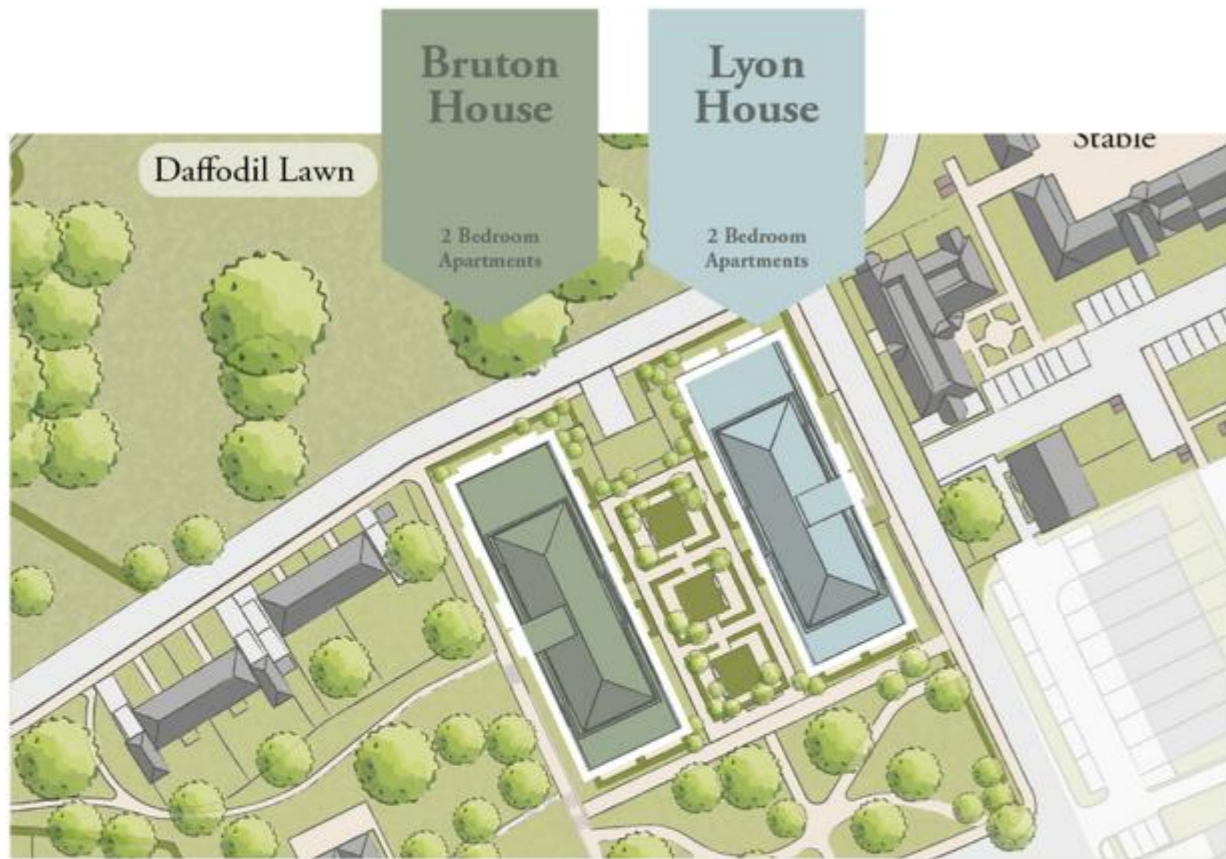 Bruton
House
2 Bedroom
Apartments
Lyon
House
2 Bedroom
Apartments
Daffodil Lawn
Stable